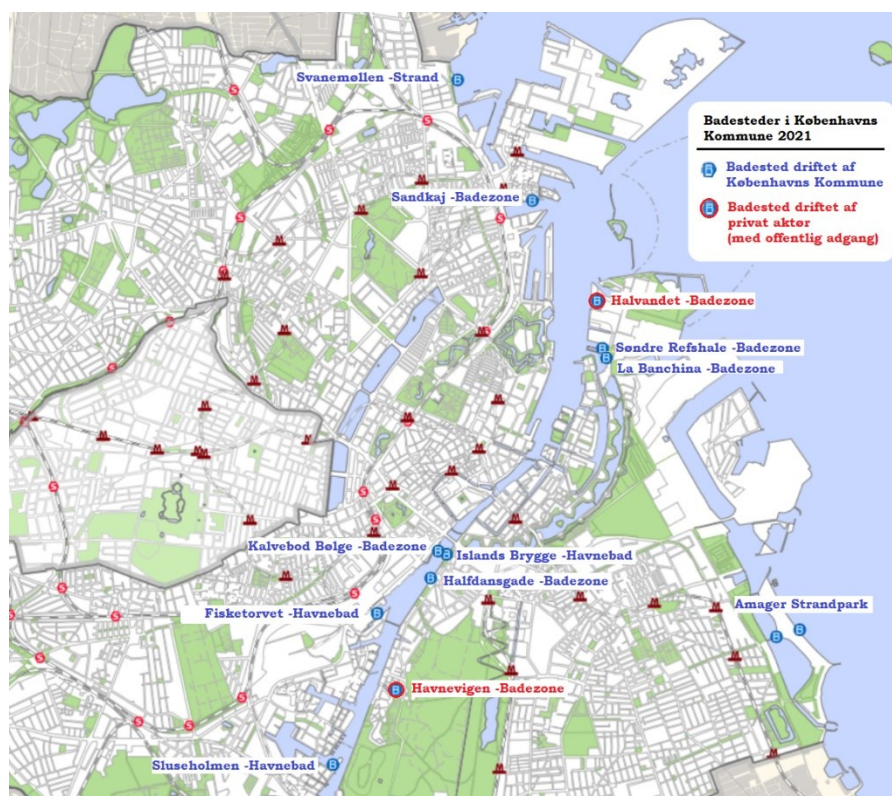 Svanemøllen -Strand
Badesteder i Københavns
Kommune 2021
Badested driftet af
Københavns Kommune
Badested driftet af
privat aktør
(med offentlig adgang)
Sandkaj -Badezone
Halvandet -Badezone
Søndre Refshale -Badezone
La Banchina -Badezone
Kalvebod Bølge -Badezone
Islands Brygge -Havnebad
Halfdansgade -Badezone
Fisketorvet -Havnebad
Amager Strandpark
Havnevigen -Badezone
Sluseholmen -Havnebad